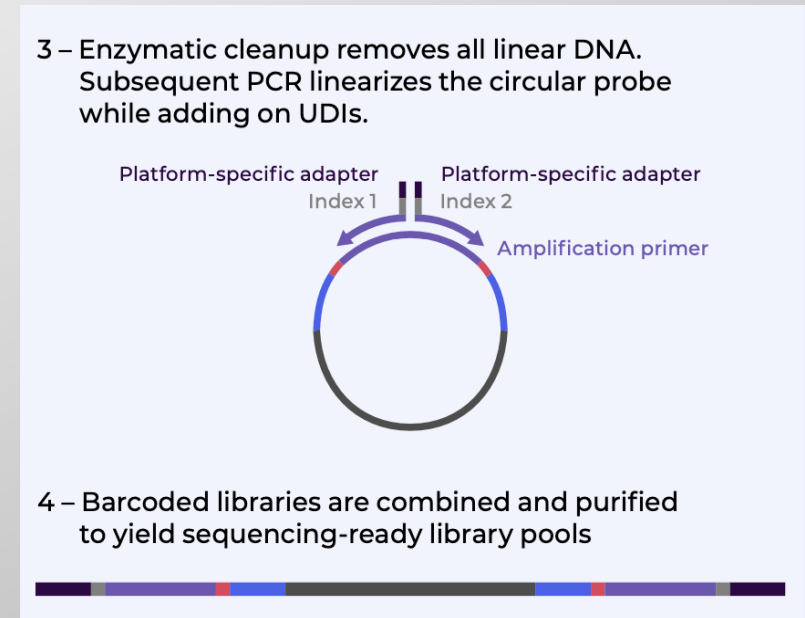 3 – Enzymatic cleanup removes all linear DNA.
Subsequent PCR linearizes the circular probe
while adding on UDIs.
Platform-specific adapter
Platform-specific adapter
Index 1
Index 2
Amplification primer
4 – Barcoded libraries are combined and purified
to yield sequencing-ready library pools